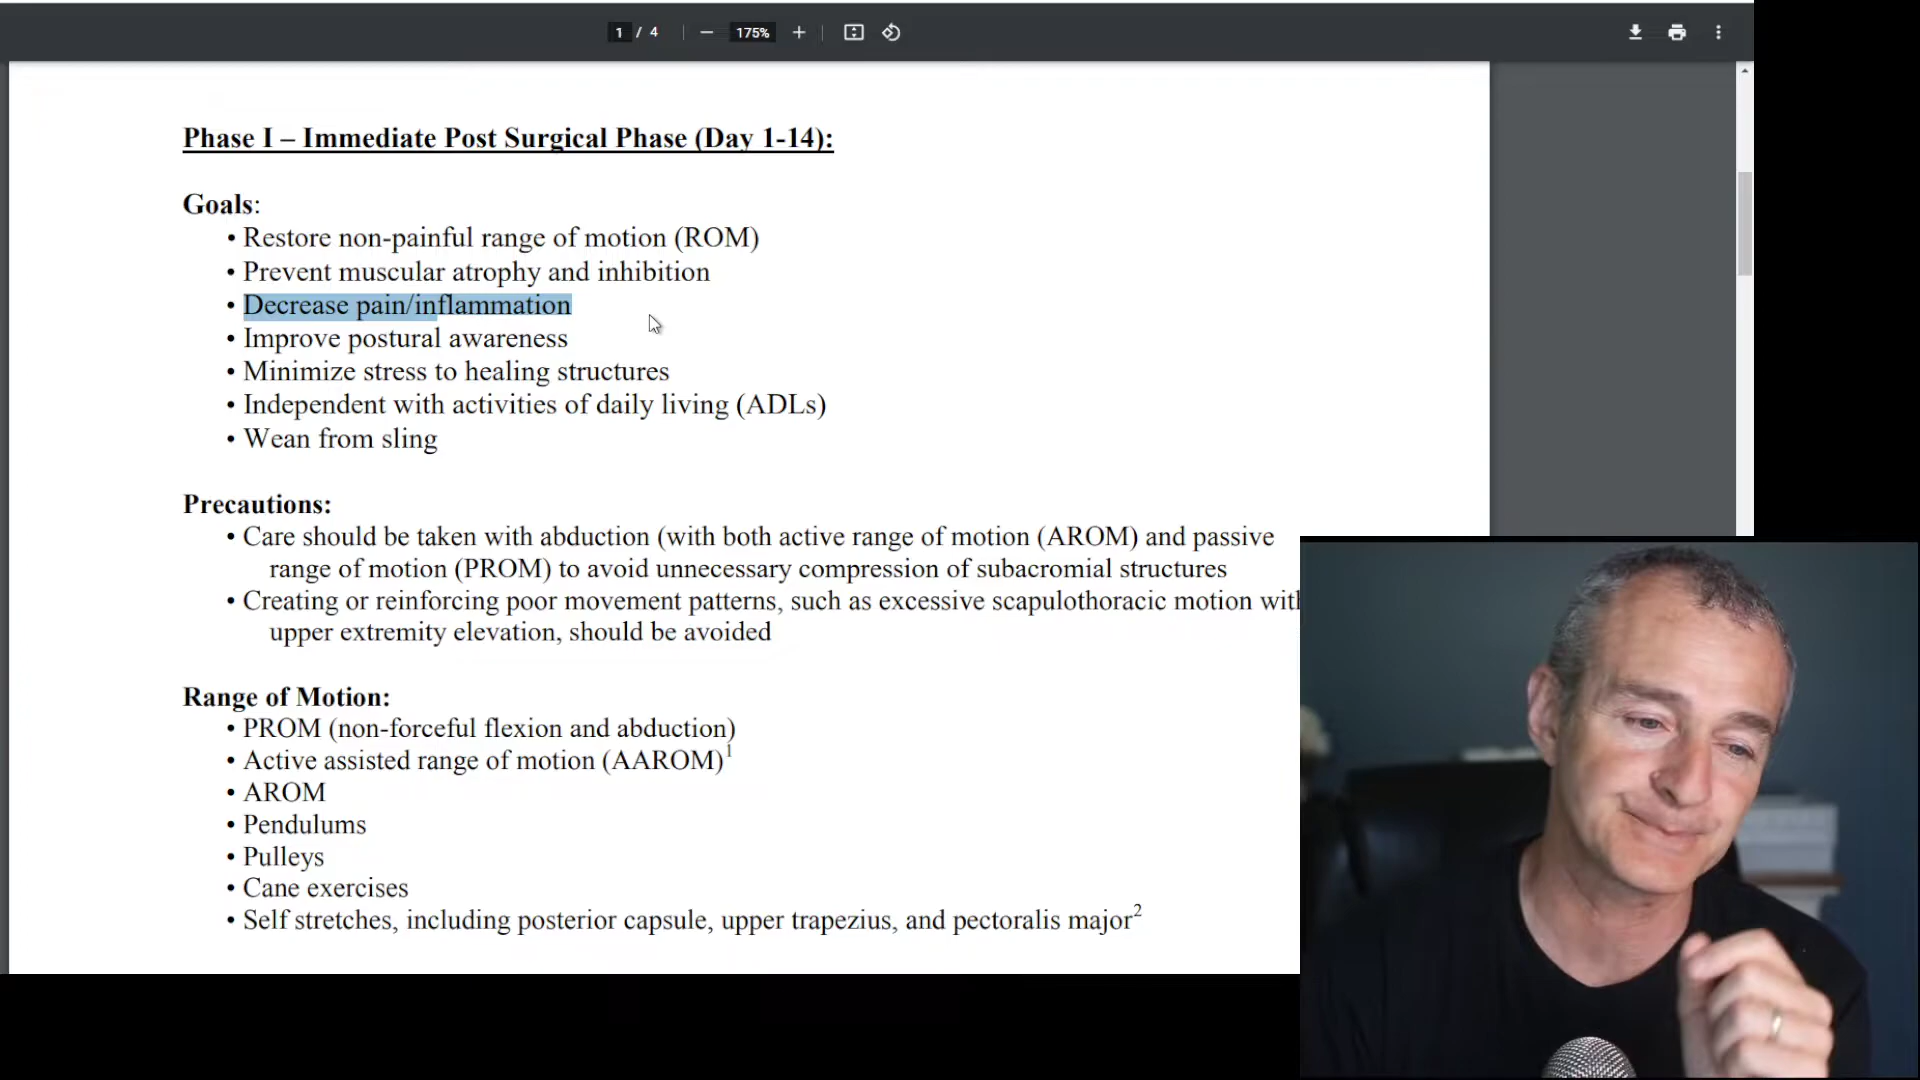 1 / 4 175%
Phase I – Immediate Post Surgical Phase (Day 1-14):
Goals:
• Restore non-painful range of motion (ROM)
• Prevent muscular atrophy and inhibition
• Decrease pain/inflammation
• Improve postural awareness
• Minimize stress to healing structures
• Independent with activities of daily living (ADLs)
• Wean from sling
Precautions:
• Care should be taken with abduction (with both active range of motion (AROM) and passive
range of motion (PROM) to avoid unnecessary compression of subacromial structures
• Creating or reinforcing poor movement patterns, such as excessive scapulothoracic motion with
upper extremity elevation, should be avoided
Range of Motion:
• PROM (non-forceful flexion and abduction)
• Active assisted range of motion (AAROM)1
• AROM
• Pendulums
• Pulleys
• Cane exercises
• Self stretches, including posterior capsule, upper trapezius, and pectoralis major2